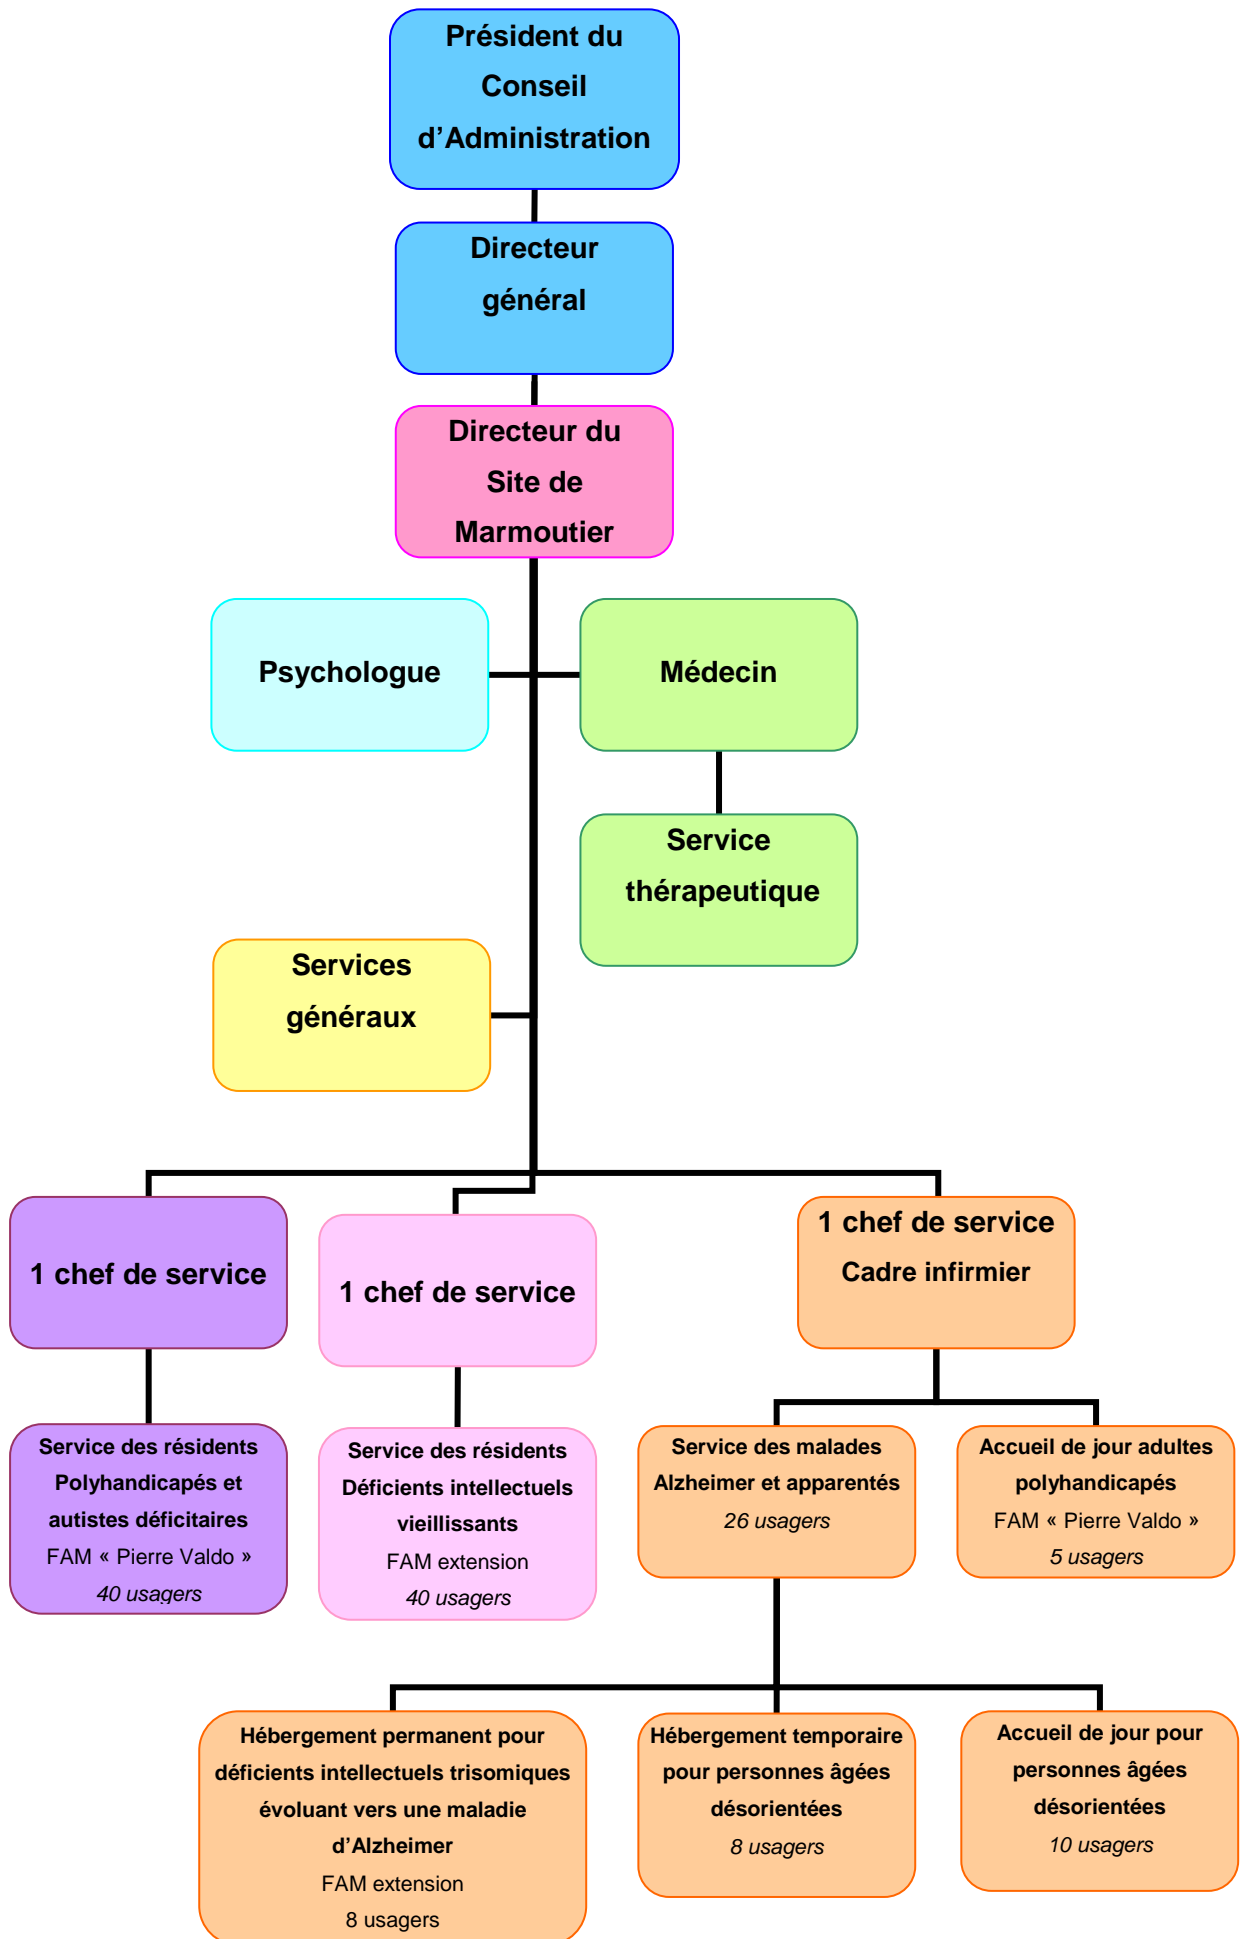 Président du
Conseil
d'Administration
Directeur
général
Directeur du
Site de
Marmoutier
Psychologue
Médecin
Service
thérapeutique
Services
généraux
1 chef de service
1 chef de service
1 chef de service
Cadre infirmier
Service des résidents
Polyhandicapés et
autistes déficitaires
FAM « Pierre Valdo »
40 usagers
Service des résidents
Déficients intellectuels
vieillissants
FAM extension
40 usagers
Service des malades
Alzheimer et apparentés
26 usagers
Accueil de jour adultes
polyhandicapés
FAM « Pierre Valdo »
5 usagers
Hébergement permanent pour
déficients intellectuels trisomiques
évoluant vers une maladie
d'Alzheimer
FAM extension
8 usagers
Hébergement temporaire
pour personnes âgées
désorientées
8 usagers
Accueil de jour pour
personnes âgées
désorientées
10 usagers